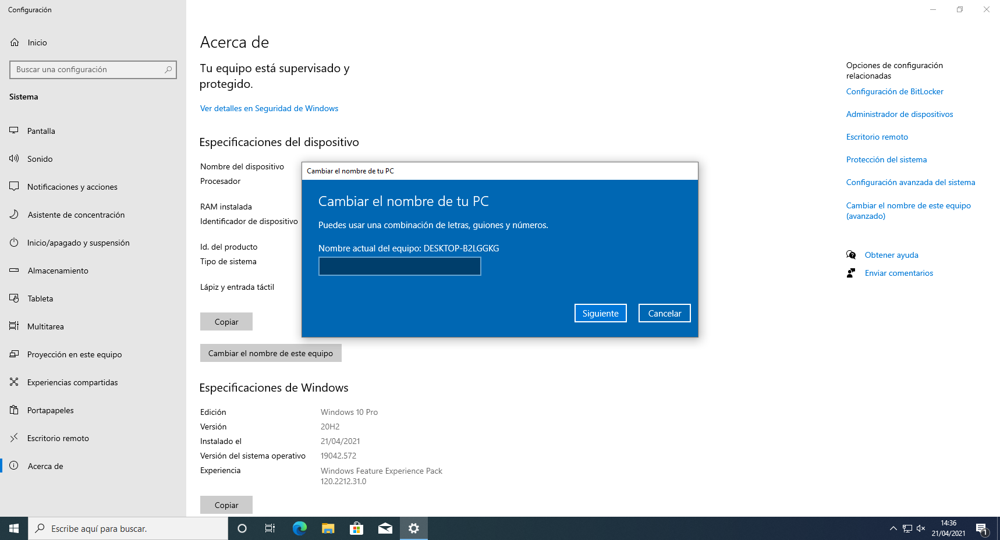 Configuración
Inicio
Buscar una configuración
Sistema
Pantalla
Sonido
Notificaciones y acciones
Asistente de concentración
Inicio/apagado y suspensión
Almacenamiento
Tableta
Multitarea
Proyección en este equipo
Experiencias compartidas
Portapapeles
Escritorio remoto
Acerca de
Acerca de
Tu equipo está supervisado y
protegido.
Ver detalles en Seguridad de Windows
Especificaciones del dispositivo
Nombre del dispositivo
Procesador
RAM instalada
Identificador de dispositivo
Id. del producto
Tipo de sistema
Lápiz y entrada táctil
Copiar
Cambiar el nombre de este equipo
Especificaciones de Windows
Edición Windows 10 Pro
Versión 20H2
Instalado el 21/04/2021
Versión del sistema operativo 19042.572
Experiencia Windows Feature Experience Pack
120.2212.31.0
Copiar
Cambiar el nombre de tu PC
Cambiar el nombre de tu PC
Puedes usar una combinación de letras, guiones y números.
Nombre actual del equipo: DESKTOP-B2LGGKG
Siguiente Cancelar
Opciones de configuración
relacionadas
Configuración de BitLocker
Administrador de dispositivos
Escritorio remoto
Protección del sistema
Configuración avanzada del sistema
Cambiar el nombre de este equipo
(avanzado)
Obtener ayuda
Enviar comentarios
Escribe aquí para buscar.
14:36
21/04/2021
1